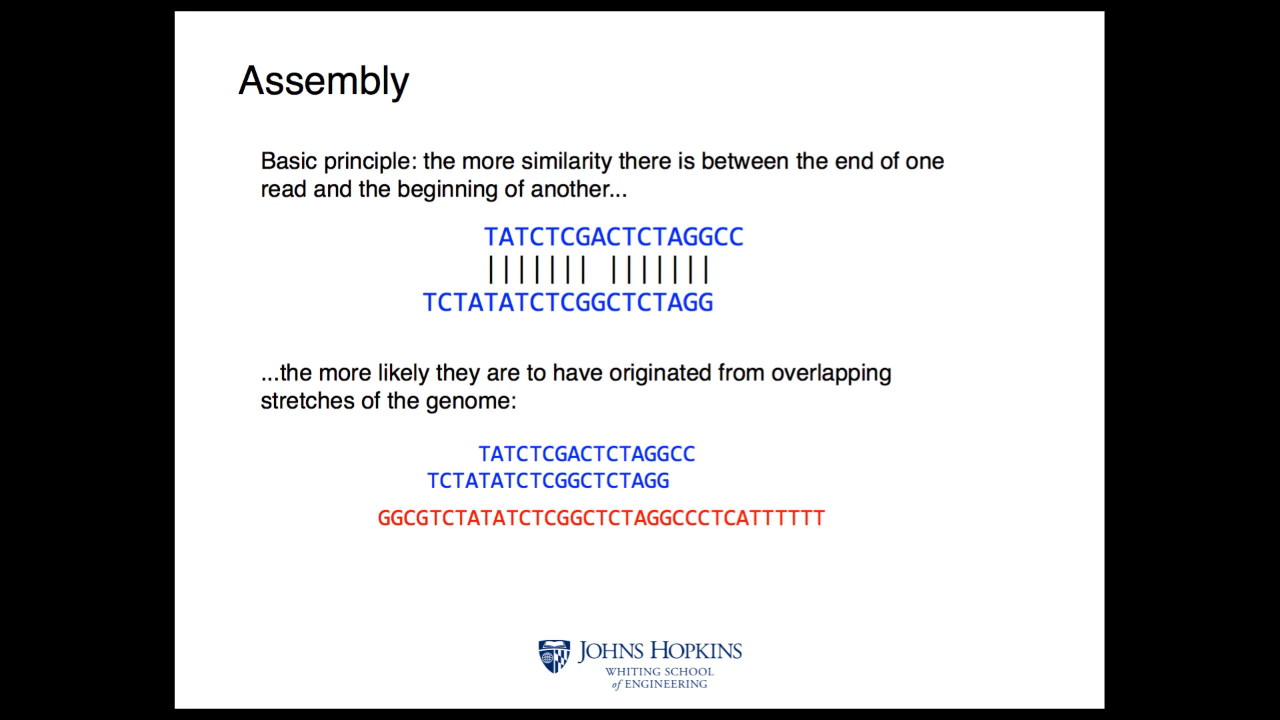 Assembly
Basic principle: the more similarity there is between the end of one
read and the beginning of another...
TATCTCGACTCTAGGCC
||||||| |||||||
TCTATATCTCGGCTCTAGG
...the more likely they are to have originated from overlapping
stretches of the genome:
TATCTCGACTCTAGGCC
TCTATATCTCGGCTCTAGG
GGCGTCTATATCTCGGCTCTAGGCCCTCATTTTTT
JOHNS HOPKINS
WHITING SCHOOL
of ENGINEERING